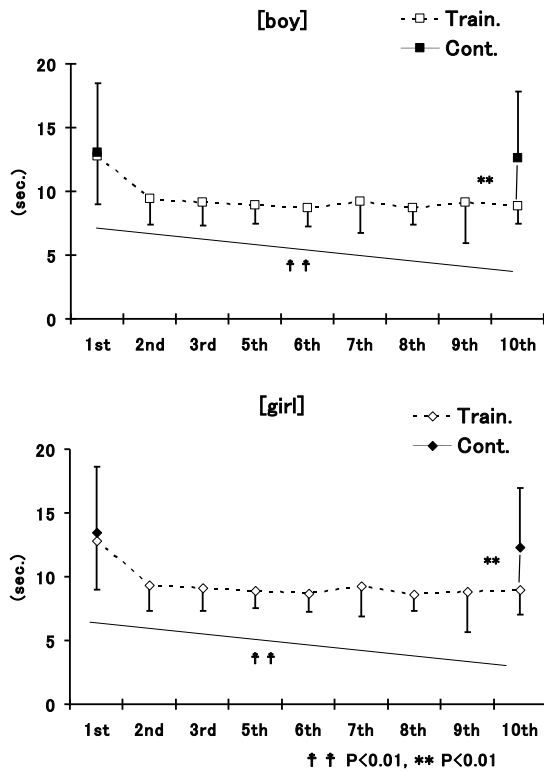 [boy]
Train.
Cont.
20
15
10
5
0
(sec.)
**
☨ ☨
1st 2nd 3rd 5th 6th 7th 8th 9th 10th
[girl]
Train.
Cont.
20
15
10
5
0
(sec.)
**
☨ ☨
1st 2nd 3rd 5th 6th 7th 8th 9th 10th
☨ ☨ P<0.01, ** P<0.01